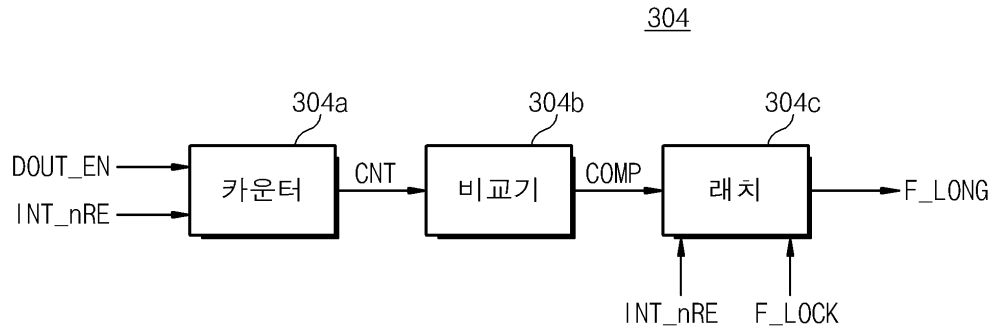 304
304a
304b
304c
DOUT_EN
INT_nRE
카운터
CNT
비교기
COMP
래치
F_LONG
INT_nRE
F_LOCK